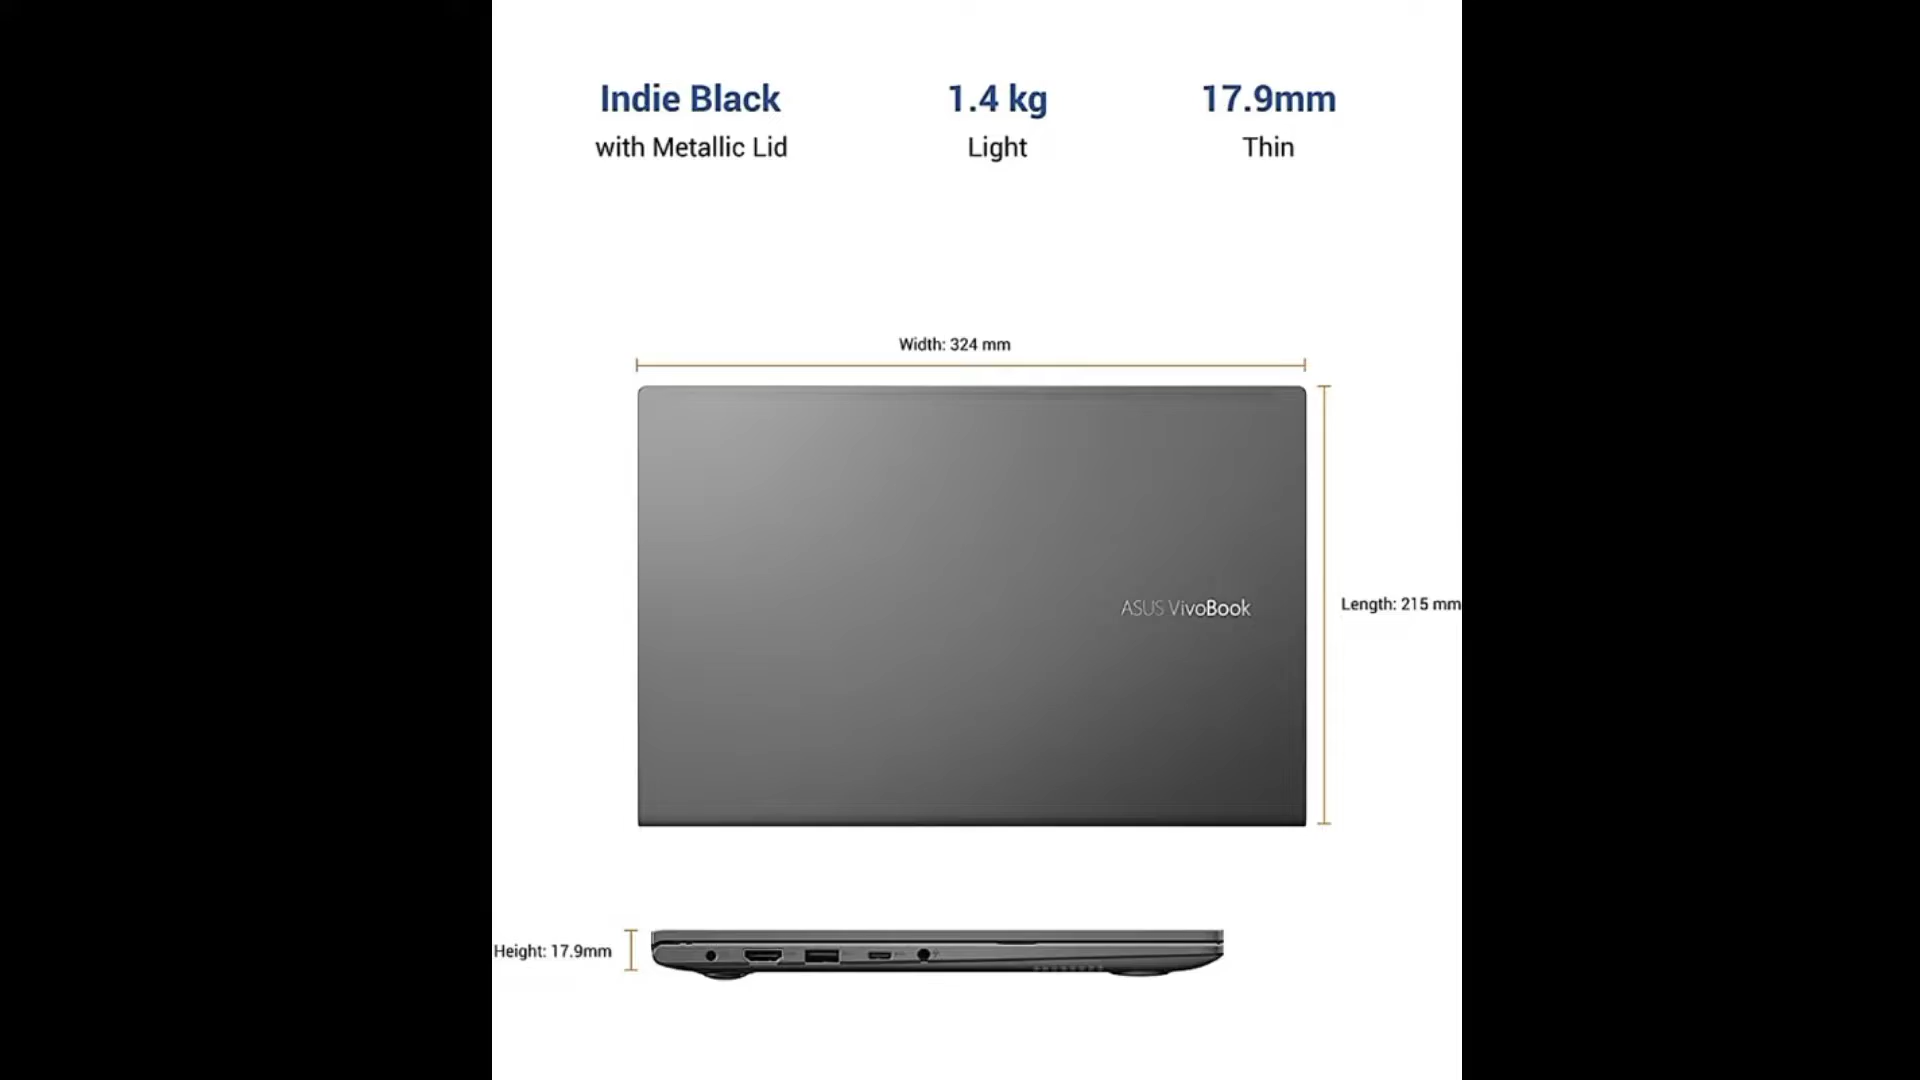 Indie Black
with Metallic Lid
1.4 kg
Light
17.9mm
Thin
Width: 324 mm
ASUS VivoBook
Length: 215 mm
Height: 17.9mm